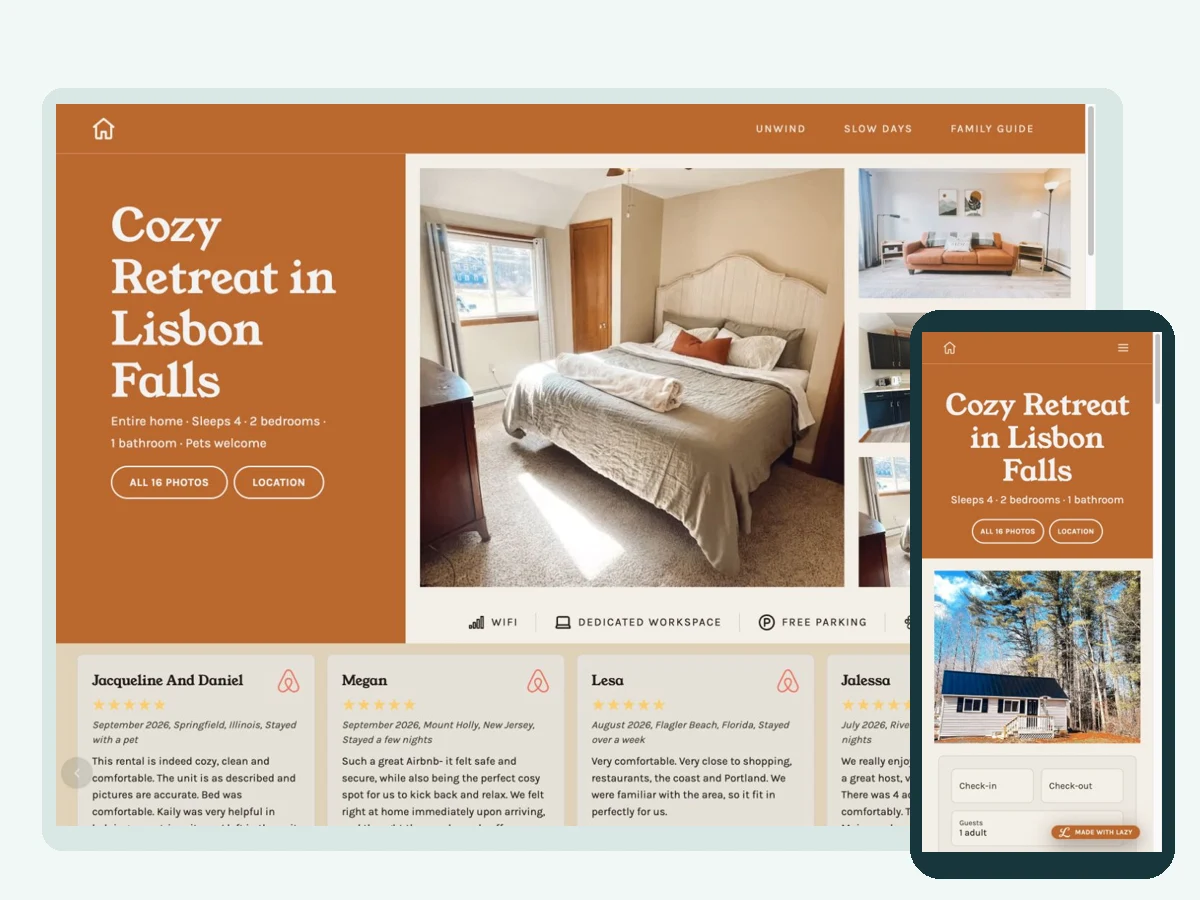 UNWIND SLOW DAYS FAMILY GUIDE
Cozy
Retreat in
Lisbon
Falls
Entire home · Sleeps 4 · 2 bedrooms ·
1 bathroom · Pets welcome
ALL 16 PHOTOS LOCATION
WIFI DEDICATED WORKSPACE FREE PARKING
Jacqueline And Daniel
September 2026, Springfield, Illinois, Stayed
with a pet
This rental is indeed cozy, clean and
comfortable. The unit is as described and
pictures are accurate. Bed was
comfortable. Kaily was very helpful in
Megan
September 2026, Mount Holly, New Jersey,
Stayed a few nights
Such a great Airbnb- it felt safe and
secure, while also being the perfect cosy
spot for us to kick back and relax. We felt
right at home immediately upon arriving,
Lesa
August 2026, Flagler Beach, Florida, Stayed
over a week
Very comfortable. Very close to shopping,
restaurants, the coast and Portland. We
were familiar with the area, so it fit in
perfectly for us.
Jalessa
July 2026,
nights
We really
a great host,
There was 4
comfortably.
Cozy Retreat
in Lisbon
Falls
Sleeps 4 · 2 bedrooms · 1 bathroom
ALL 16 PHOTOS LOCATION
Check-in Check-out
Guests
1 adult
MADE WITH LAZY